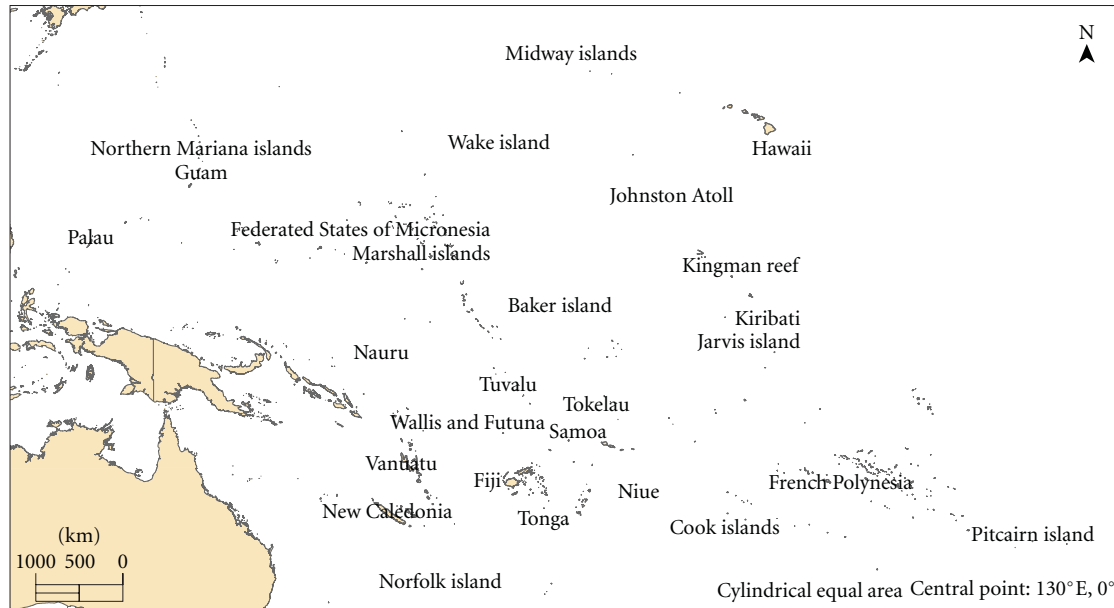 N
Midway islands
Wake island
Hawaii
Northern Mariana islands
Guam
Johnston Atoll
Federated States of Micronesia
Palau
Marshall islands
Kingman reef
Baker island
Kiribati
Jarvis island
Nauru
Tuvalu
Tokelau
Wallis and Futuna
Samoa
Vanuatu
Fiji
French Polynesia
Niue
New Caledonia
Tonga
Cook islands
Pitcairn island
(km)
1000 500 0
Norfolk island
Cylindrical equal area Central point: 130°E, 0°